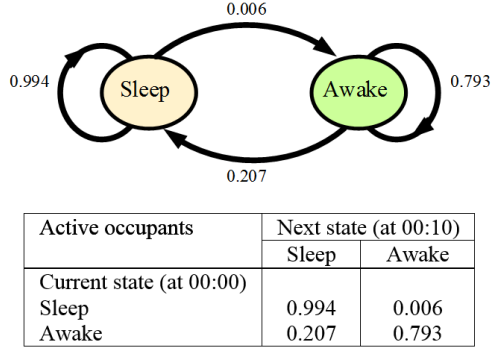 0.006
0.994
Sleep
Awake
0.793
0.207
Active occupants Next state (at 00:10)
Sleep Awake
Current state (at 00:00)
Sleep 0.994 0.006
Awake 0.207 0.793